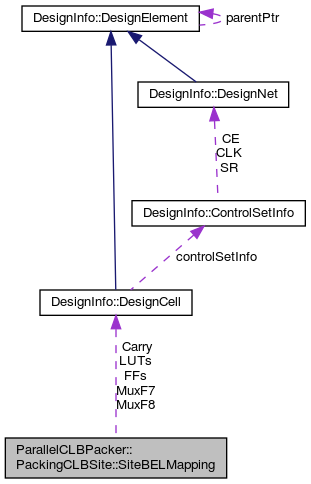 DesignInfo::DesignElement
parentPtr
DesignInfo::DesignNet
CE
CLK
SR
DesignInfo::ControlSetInfo
controlSetInfo
DesignInfo::DesignCell
Carry
LUTs
FFs
MuxF7
MuxF8
ParallelCLBPacker::
PackingCLBSite::SiteBELMapping